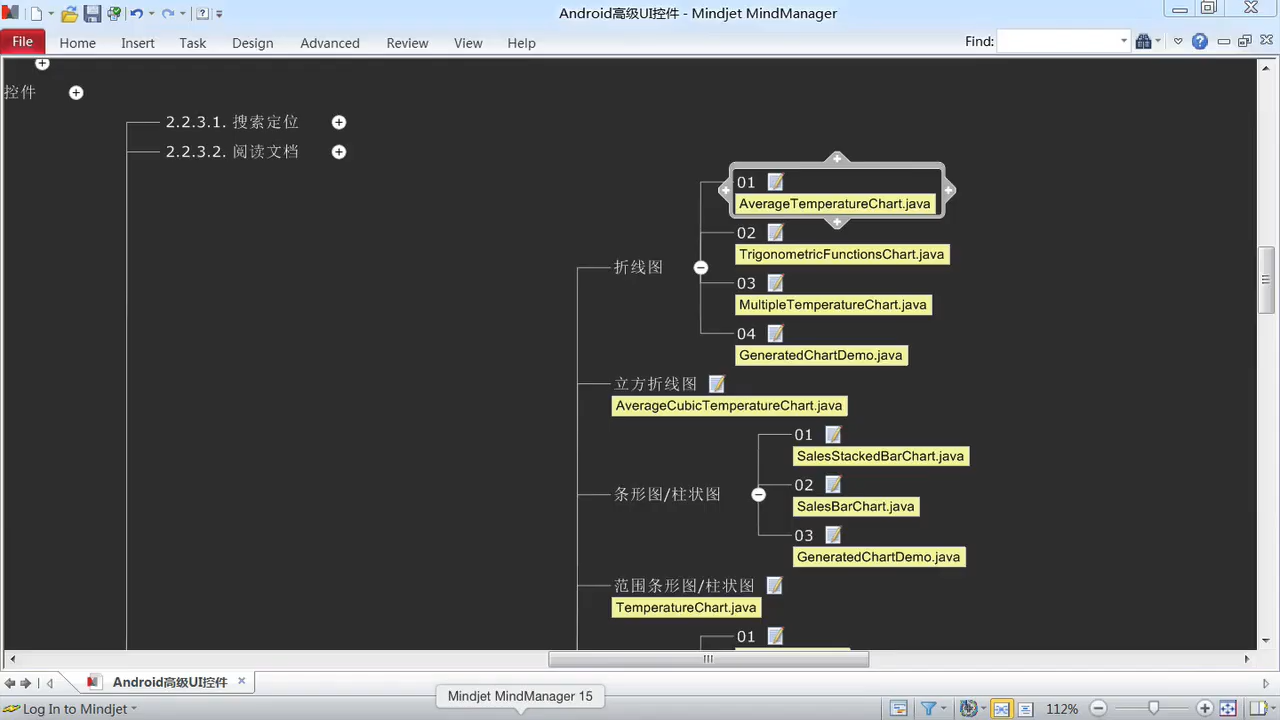 Android高级UI控件 - Mindjet MindManager
File Home Insert Task Design Advanced Review View Help Find:
控件
2.2.3.1. 搜索定位
2.2.3.2. 阅读文档
折线图
01
AverageTemperatureChart.java
02
TrigonometricFunctionsChart.java
03
MultipleTemperatureChart.java
04
GeneratedChartDemo.java
立方折线图
AverageCubicTemperatureChart.java
条形图/柱状图
01
SalesStackedBarChart.java
02
SalesBarChart.java
03
GeneratedChartDemo.java
范围条形图/柱状图
TemperatureChart.java
01
Android高级UI控件
Mindjet MindManager 15
Log In to Mindjet
112%